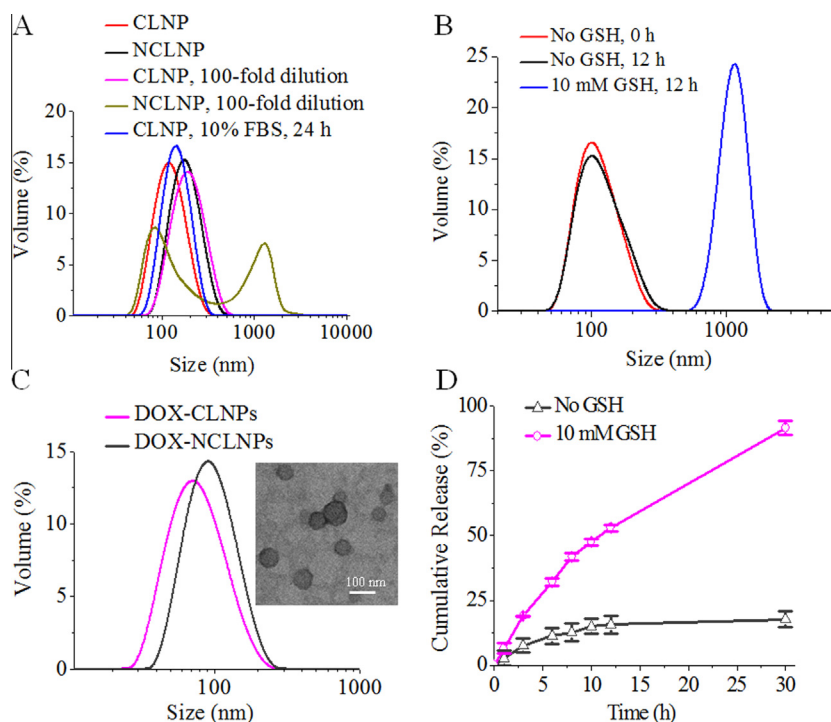 A
CLNP
NCLNP
CLNP, 100-fold dilution
NCLNP, 100-fold dilution
CLNP, 10% FBS, 24 h
20
15
10
5
0
Volume (%)
100 1000 10000
Size (nm)
B
No GSH, 0 h
No GSH, 12 h
10 mM GSH, 12 h
25
20
15
10
5
0
Volume (%)
100 1000
Size (nm)
C
DOX-CLNPs
DOX-NCLNPs
15
10
5
0
Volume (%)
100 nm
100 1000
Size (nm)
D
No GSH
10 mM GSH
100
75
50
25
0
Cumulative Release (%)
0 5 10 15 20 25 30
Time (h)